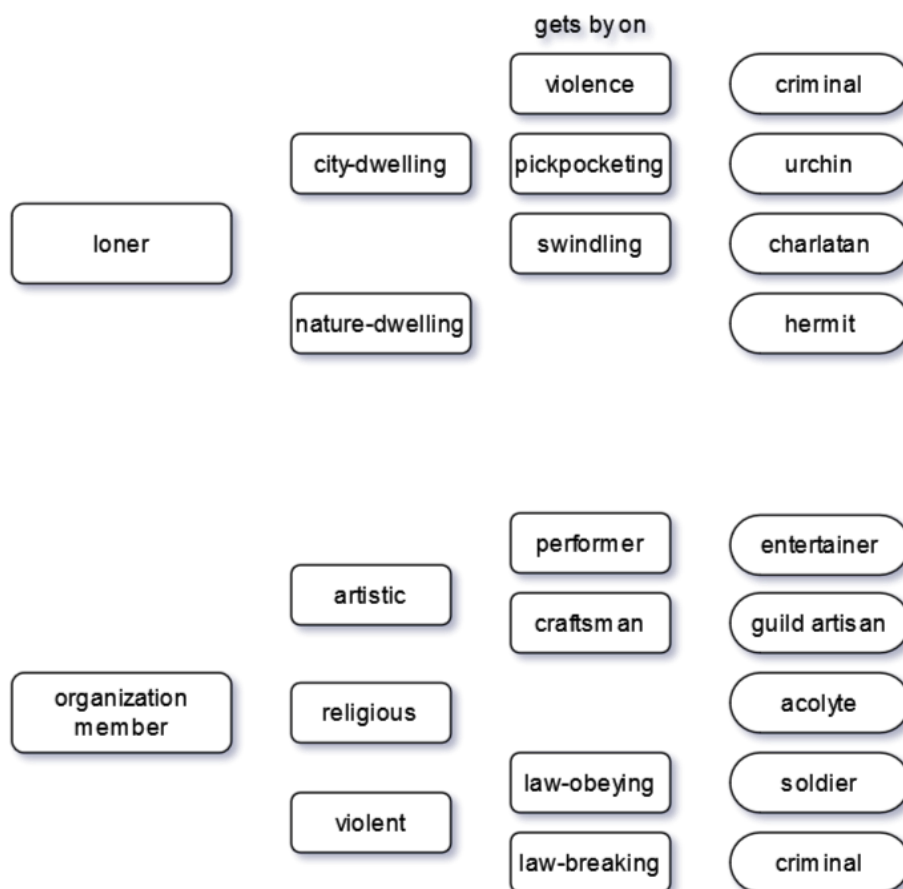 gets by on
violence
criminal
city-dwelling
pickpocketing
urchin
loner
swindling
charlatan
nature-dwelling
hermit
performer
entertainer
artistic
craftsman
guild artisan
organization
member
religious
acolyte
law-obeying
soldier
violent
law-breaking
criminal